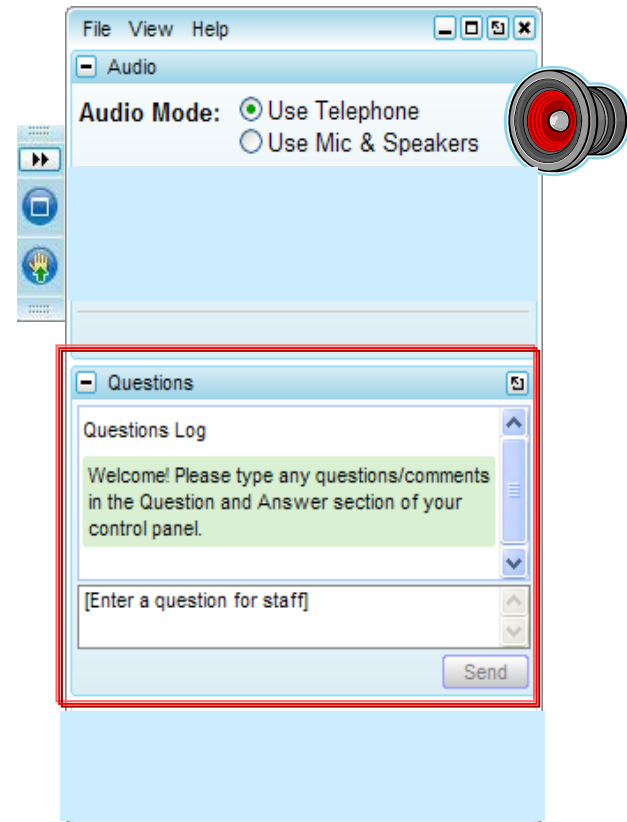 File View Help
Audio
Audio Mode: Use Telephone
Use Mic & Speakers
Questions
Questions Log
Welcome! Please type any questions/comments
in the Question and Answer section of your
control panel.
[Enter a question for staff]
Send